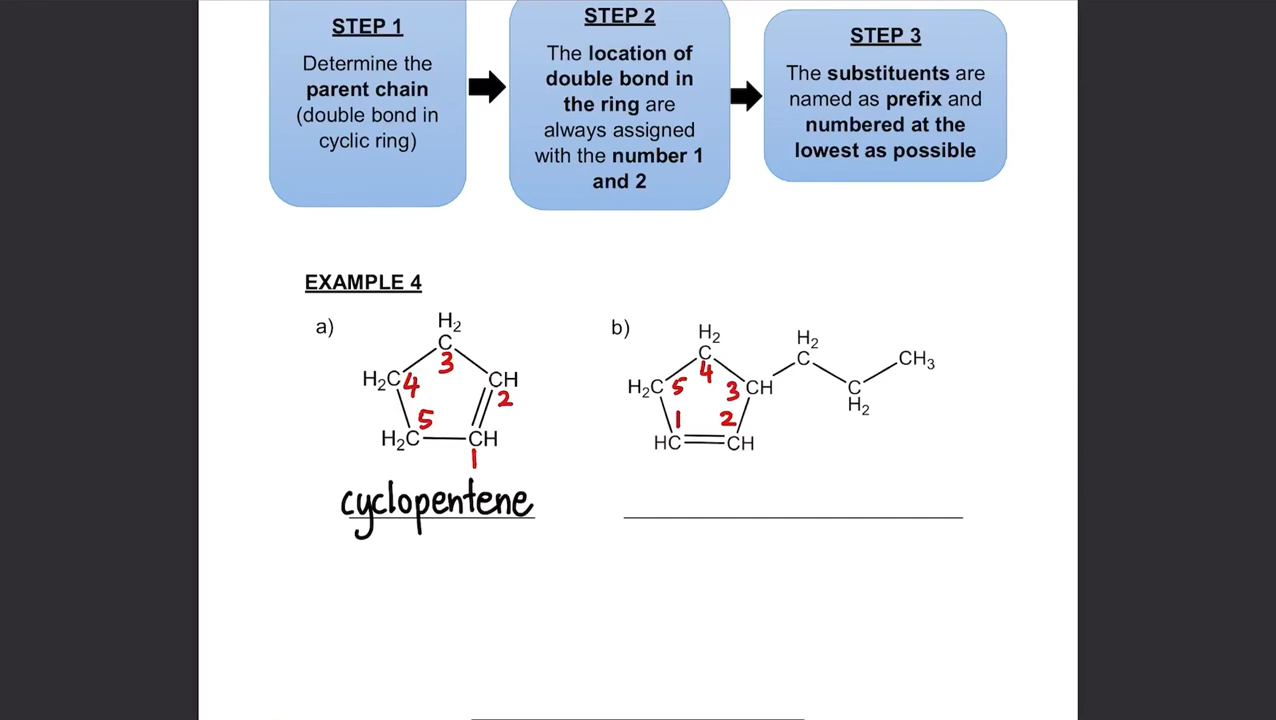 STEP 1
Determine the
parent chain
(double bond in
cyclic ring)
STEP 2
The location of
double bond in
the ring are
always assigned
with the number 1
and 2
STEP 3
The substituents are
named as prefix and
numbered at the
lowest as possible
EXAMPLE 4
a)
H₂
C
3
H₂C
4
CH
2
5
H₂C
CH
1
cyclopentene
b)
H₂
C
4
H₂C
5
3
CH
1
2
HC
CH
H₂
C
C
H₂
CH₃